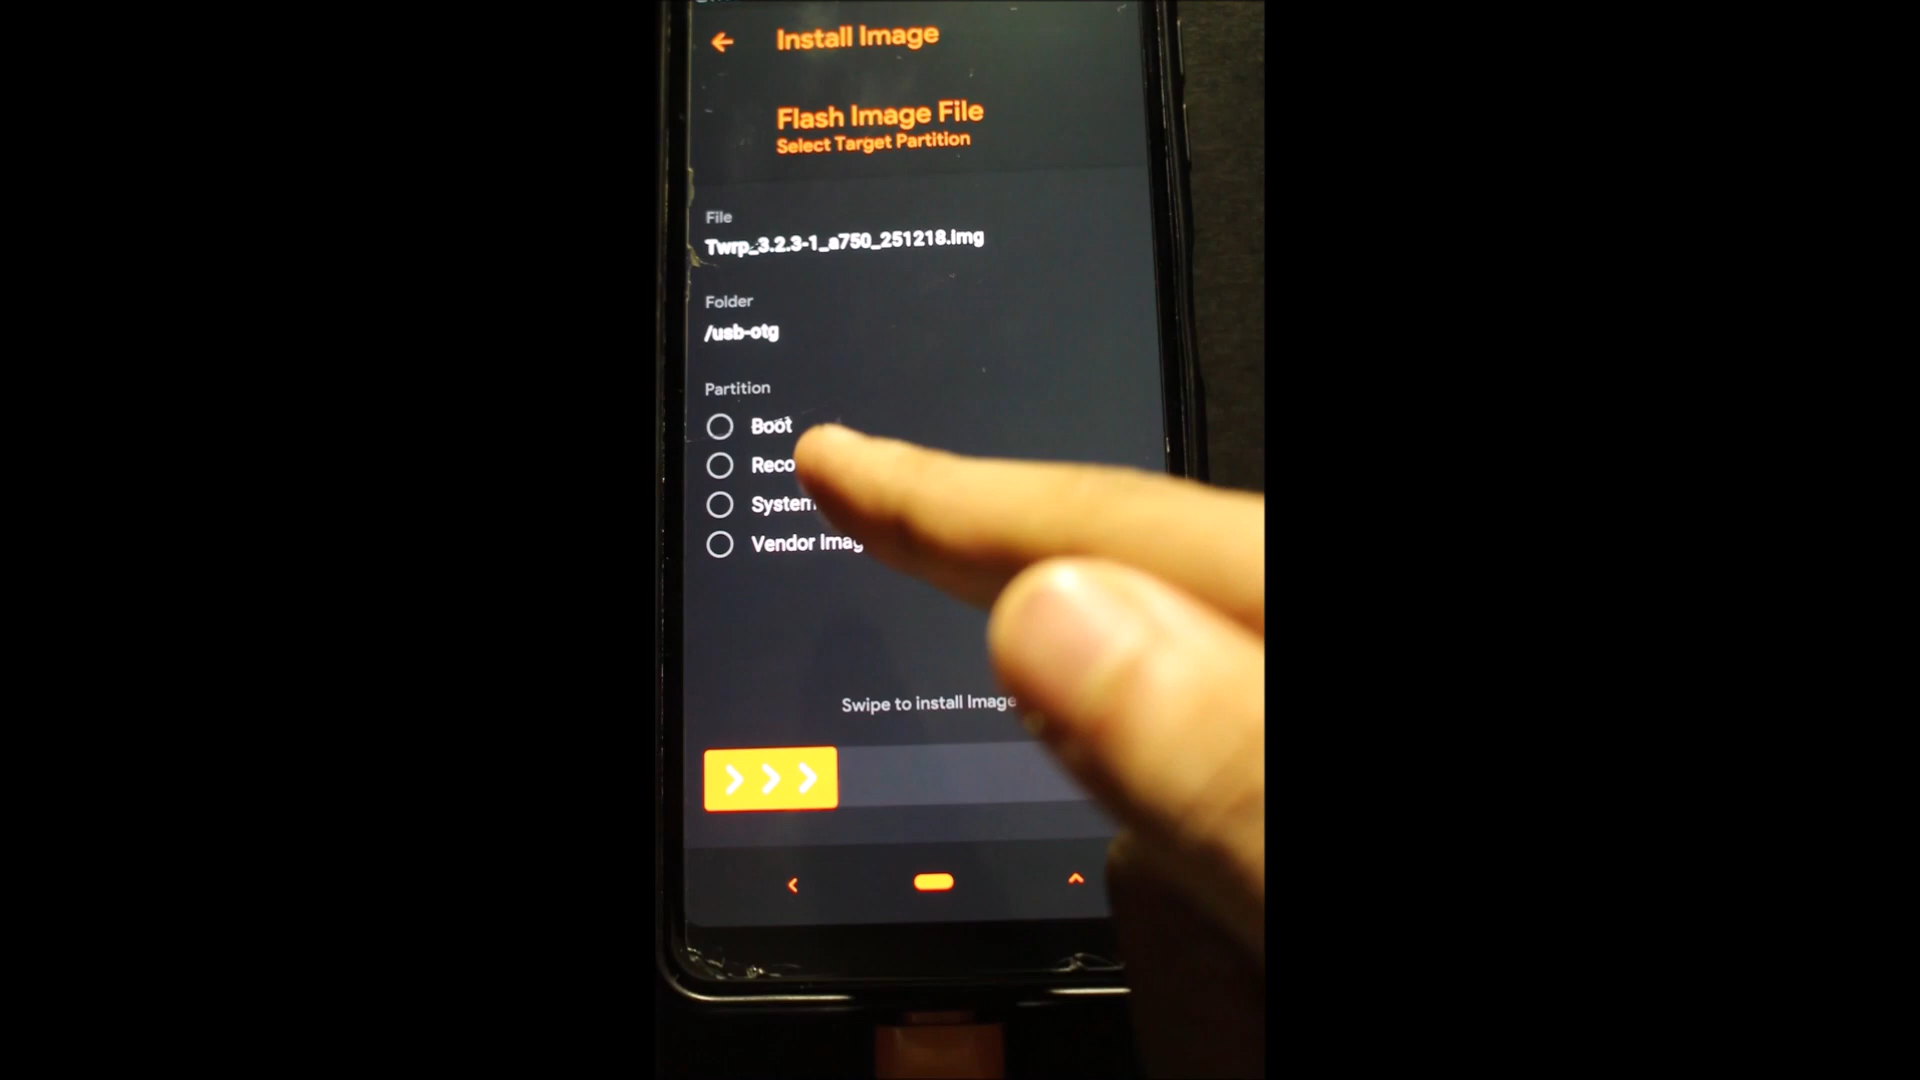 Install Image
Flash Image File
Select Target Partition
File
Twrp_3.2.3-1_a750_251218.img
Folder
/usb-otg
Partition
Boot
Reco
System
Vendor Imag
Swipe to install Image